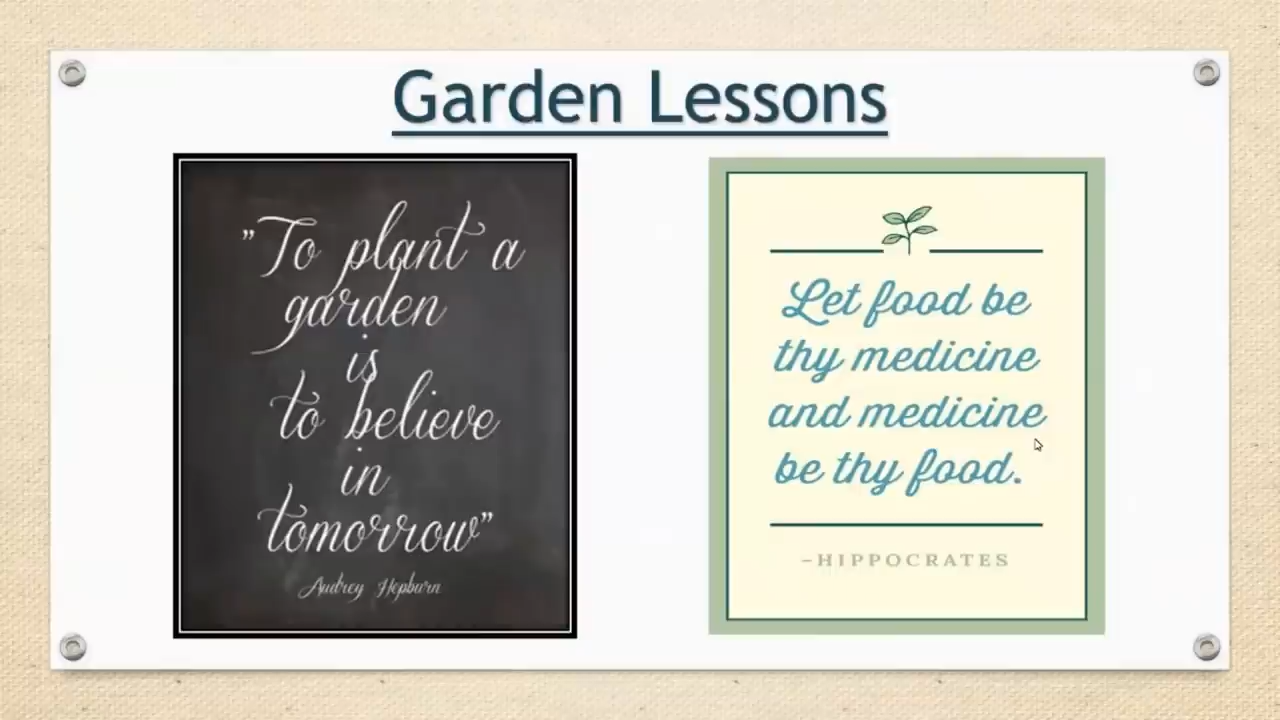 Garden Lessons
"To plant a
garden
is
to believe
in
tomorrow"
Audrey Hepburn
Let food be
thy medicine
and medicine
be thy food.
-HIPPOCRATES